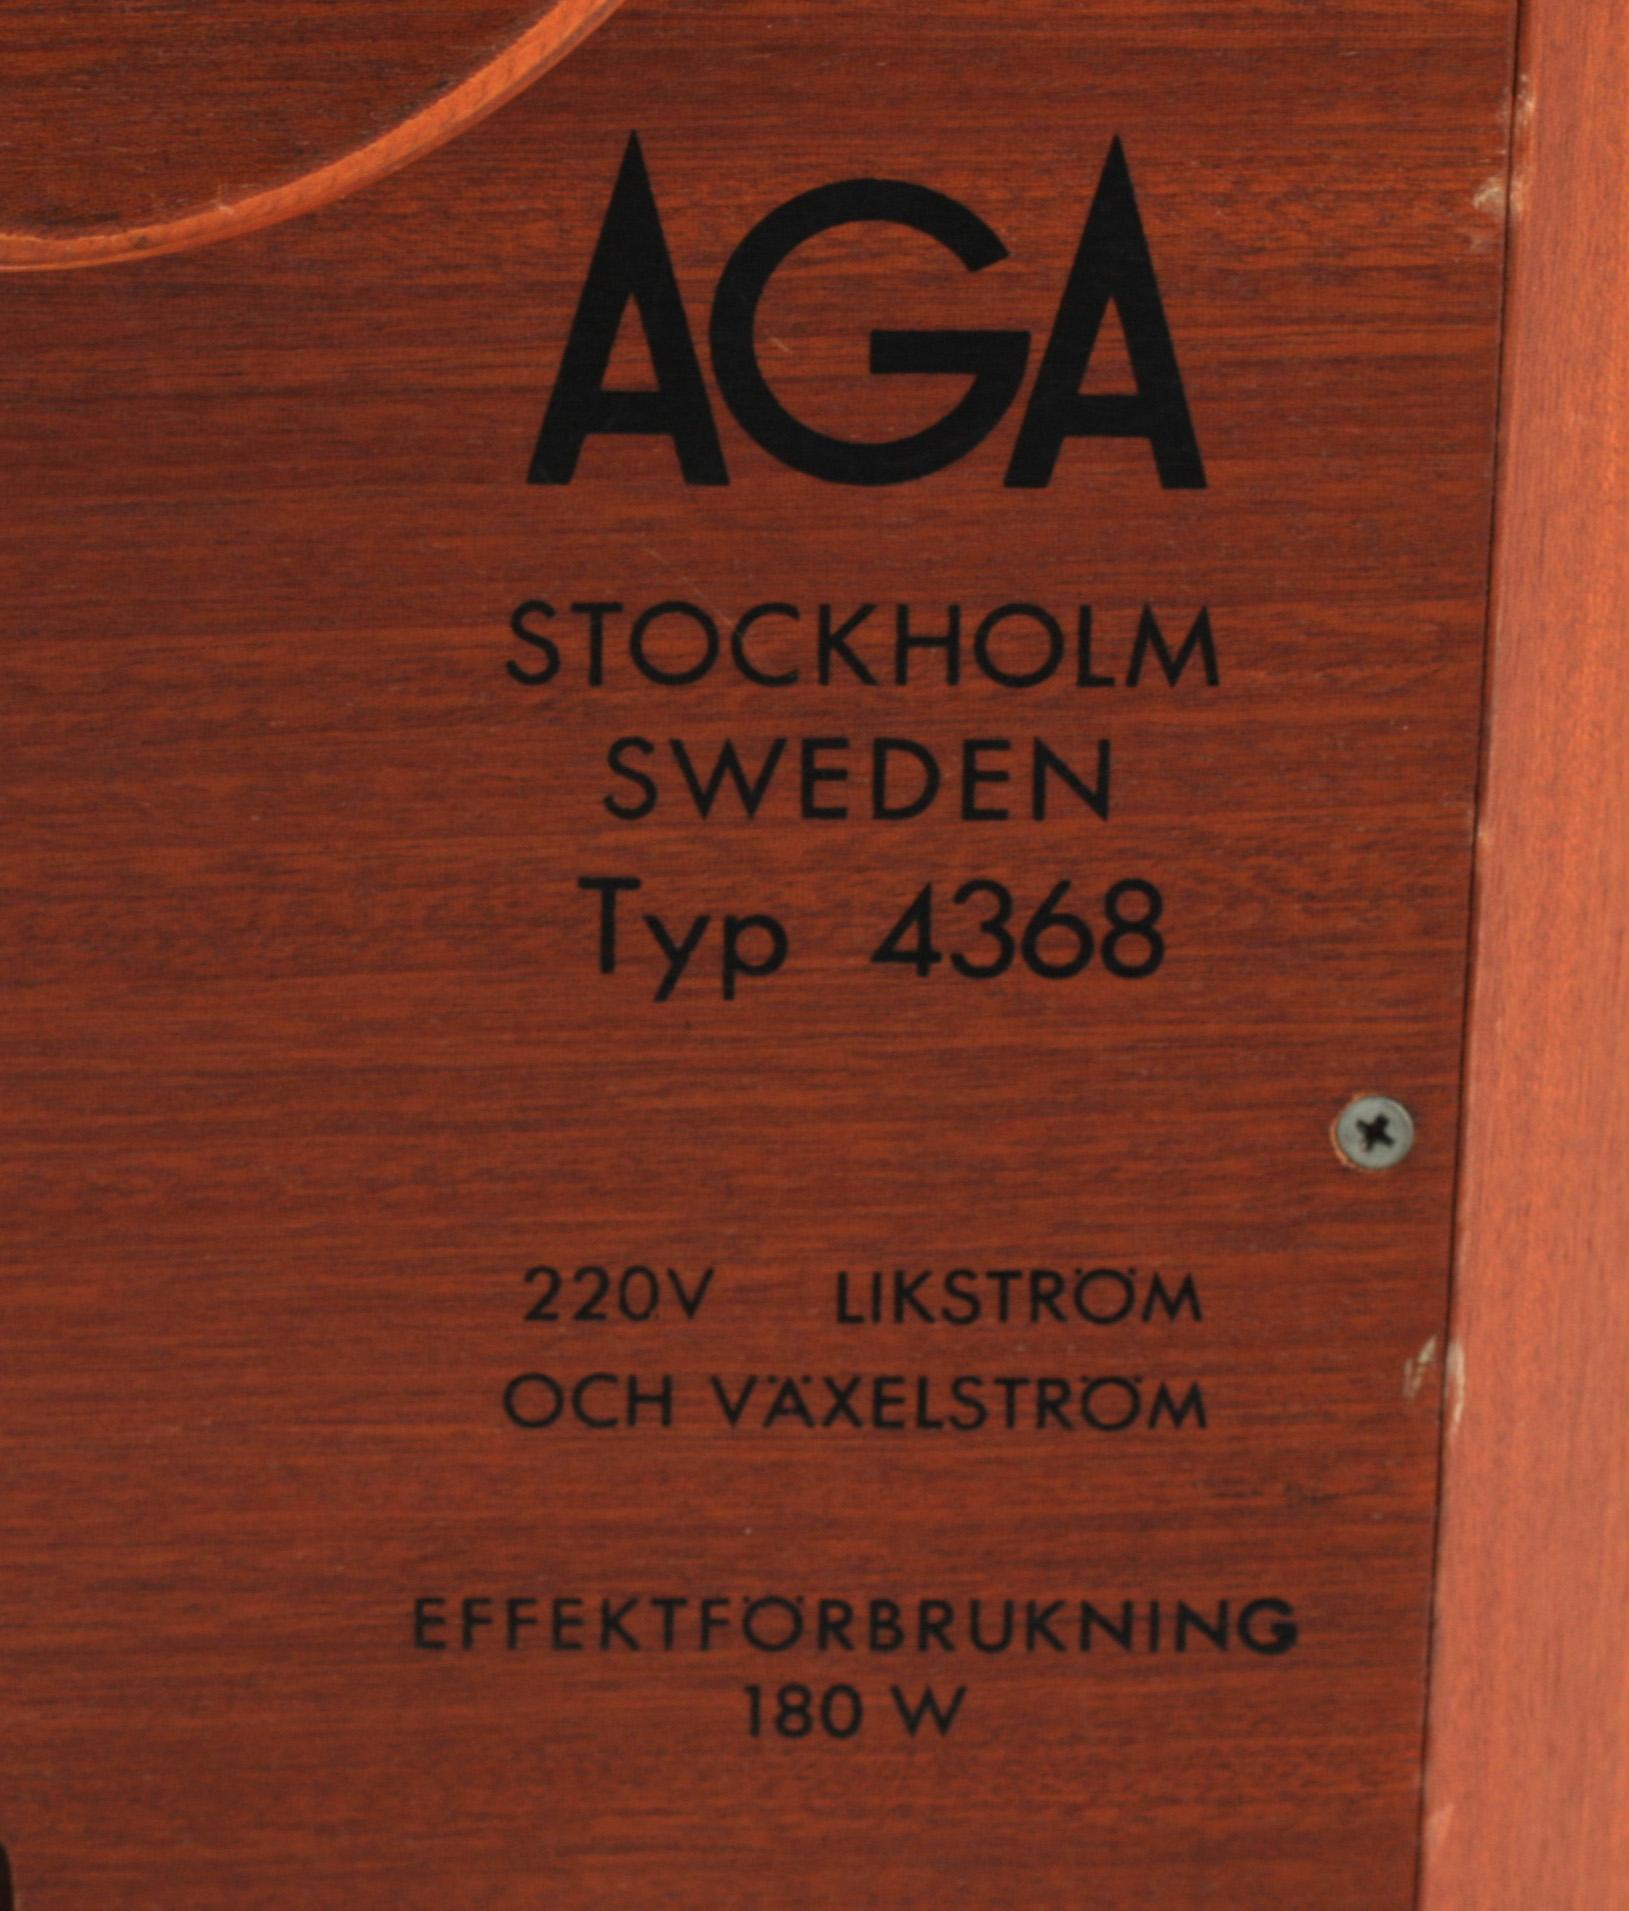 AGA
STOCKHOLM
SWEDEN
Typ 4368
220V LIKSTRÖM
OCH VÄXELSTRÖM
EFFEKTFÖRBRUKNING
180 W